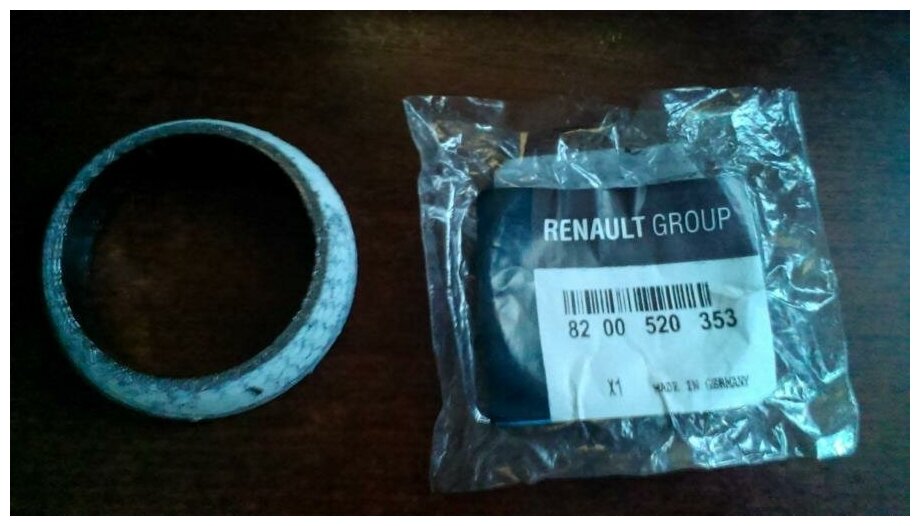 RENAULT GROUP
82 00 520 353
X1 MADE IN GERMANY